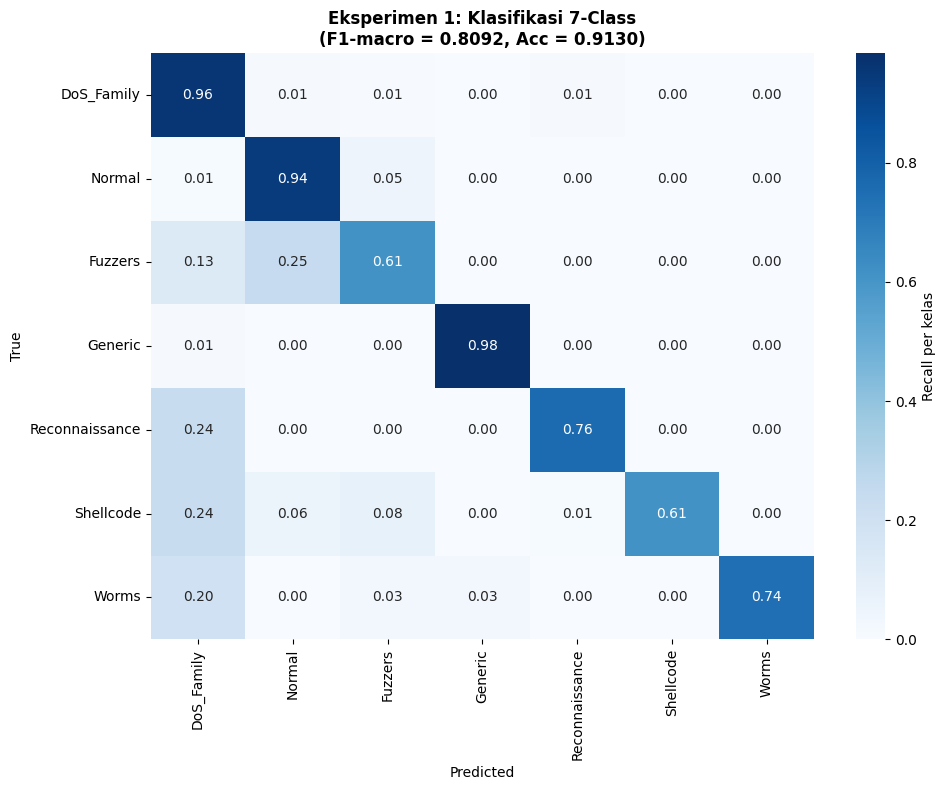 Eksperimen 1: Klasifikasi 7-Class
(F1-macro = 0.8092, Acc = 0.9130)
DoS_Family 0.96 0.01 0.01 0.00 0.01 0.00 0.00
Normal 0.01 0.94 0.05 0.00 0.00 0.00 0.00
Fuzzers 0.13 0.25 0.61 0.00 0.00 0.00 0.00
Generic 0.01 0.00 0.00 0.98 0.00 0.00 0.00
Reconnaissance 0.24 0.00 0.00 0.00 0.76 0.00 0.00
Shellcode 0.24 0.06 0.08 0.00 0.01 0.61 0.00
Worms 0.20 0.00 0.03 0.03 0.00 0.00 0.74
True
DoS_Family Normal Fuzzers Generic Reconnaissance Shellcode Worms
Predicted
0.8
0.6
0.4
0.2
0.0
Recall per kelas